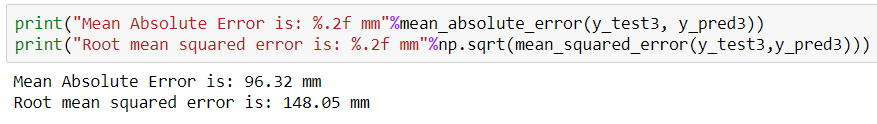 print("Mean Absolute Error is: %.2f mm"%mean_absolute_error(y_test3, y_pred3))
print("Root mean squared error is: %.2f mm"%np.sqrt(mean_squared_error(y_test3,y_pred3)))
Mean Absolute Error is: 96.32 mm
Root mean squared error is: 148.05 mm